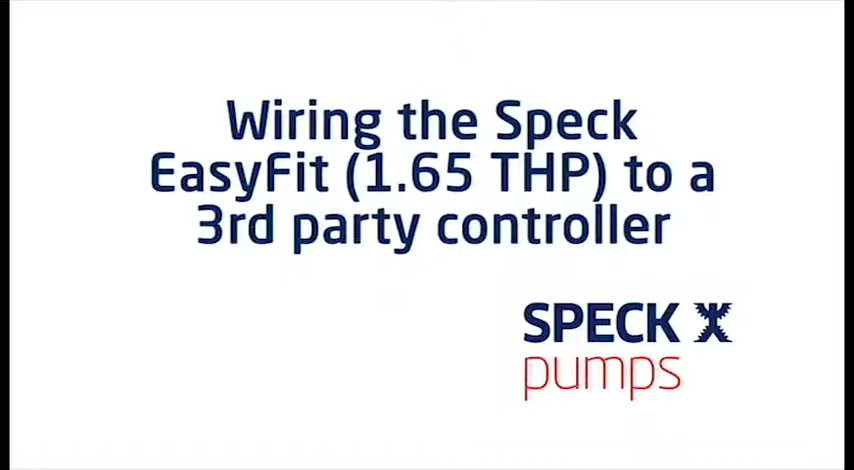 Wiring the Speck
EasyFit (1.65 THP) to a
3rd party controller
SPECK
pumps